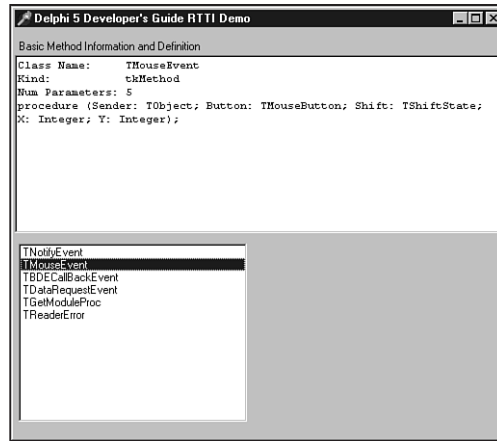 Delphi 5 Developer's Guide RTTI Demo
Basic Method Information and Definition
Class Name: TMouseEvent
Kind: tkMethod
Num Parameters: 5
procedure (Sender: TObject; Button: TMouseButton; Shift: TShiftState;
X: Integer; Y: Integer);
TNotifyEvent
TMouseEvent
TBDECallBackEvent
TDataRequestEvent
TGetModuleProc
TReaderError